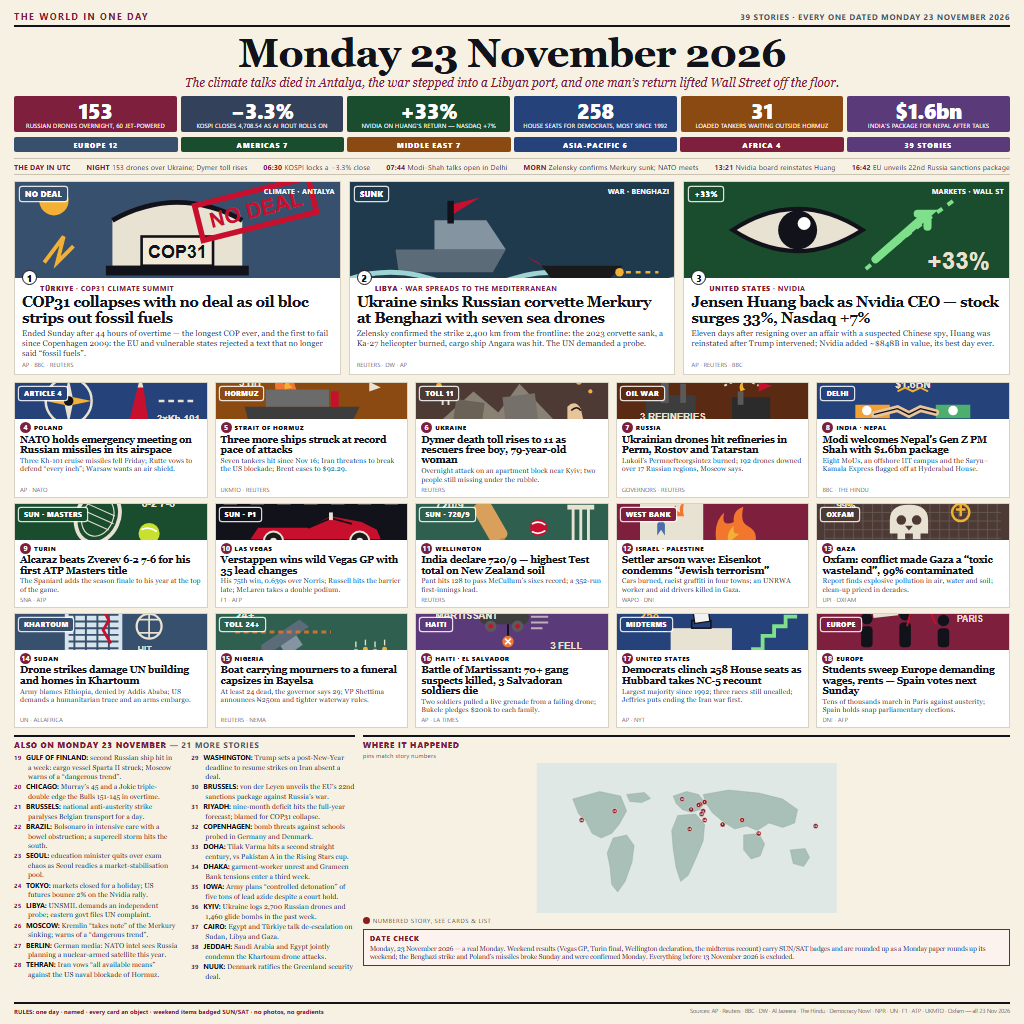 THE WORLD IN ONE DAY
39 STORIES · EVERY ONE DATED MONDAY 23 NOVEMBER 2026
Monday 23 November 2026
The climate talks died in Antalya, the war stepped into a Libyan port, and one man's return lifted Wall Street off the floor.
153
RUSSIAN DRONES OVERNIGHT, 60 JET-POWERED
−3.3%
KOSPI CLOSES 4,708.54 AS AI ROUT ROLLS ON
+33%
NVIDIA ON HUANG'S RETURN — NASDAQ +7%
258
HOUSE SEATS FOR DEMOCRATS, MOST SINCE 1992
31
LOADED TANKERS WAITING OUTSIDE HORMUZ
$1.6bn
INDIA'S PACKAGE FOR NEPAL AFTER TALKS
EUROPE 12
AMERICAS 7
MIDDLE EAST 7
ASIA-PACIFIC 6
AFRICA 4
39 STORIES
THE DAY IN UTC
NIGHT 153 drones over Ukraine; Dymer toll rises
06:30 KOSPI locks a −3.3% close
07:44 Modi–Shah talks open in Delhi
MORN Zelensky confirms Merkury sunk; NATO meets
13:21 Nvidia board reinstates Huang
16:42 EU unveils 22nd Russia sanctions package
NO DEAL
CLIMATE · ANTALYA
NO DEAL
COP31
1
TÜRKIYE · COP31 CLIMATE SUMMIT
COP31 collapses with no deal as oil bloc
strips out fossil fuels
Ended Sunday after 44 hours of overtime — the longest COP ever, and the first to fail
since Copenhagen 2009: the EU and vulnerable states rejected a text that no longer
said "fossil fuels".
AP · BBC · REUTERS
SUNK
WAR · BENGHAZI
2
LIBYA · WAR SPREADS TO THE MEDITERRANEAN
Ukraine sinks Russian corvette Merkury
at Benghazi with seven sea drones
Zelensky confirmed the strike 2,400 km from the frontline: the 2023 corvette sank, a
Ka-27 helicopter burned, cargo ship Angara was hit. The UN demanded a probe.
REUTERS · DW · AP
+33%
MARKETS · WALL ST
+33%
3
UNITED STATES · NVIDIA
Jensen Huang back as Nvidia CEO — stock
surges 33%, Nasdaq +7%
Eleven days after resigning over an affair with a suspected Chinese spy, Huang was
reinstated after Trump intervened; Nvidia added ~$848B in value, its best day ever.
AP · REUTERS · BBC
ARTICLE 4
4 POLAND
NATO holds emergency meeting on
Russian missiles in its airspace
Three Kh-101 cruise missiles fell Friday; Rutte vows to
defend "every inch"; Warsaw wants an air shield.
AP · NATO
HORMUZ
5 STRAIT OF HORMUZ
Three more ships struck at record
pace of attacks
Seven tankers hit since Nov 16; Iran threatens to break
the US blockade; Brent eases to $92.29.
UKMTO · REUTERS
TOLL 11
6 UKRAINE
Dymer death toll rises to 11 as
rescuers free boy, 79-year-old
woman
Overnight attack on an apartment block near Kyiv; two
people still missing under the rubble.
REUTERS
OIL WAR
3 REFINERIES
7 RUSSIA
Ukrainian drones hit refineries in
Perm, Rostov and Tatarstan
Lukoil's Permnefteorgsintez burned; 192 drones downed
over 17 Russian regions, Moscow says.
GOVERNORS · REUTERS
DELHI
$1.6BN
8 INDIA · NEPAL
Modi welcomes Nepal's Gen Z PM
Shah with $1.6bn package
Eight MoUs, an offshore IIT campus and the Saryu–
Kamala Express flagged off at Hyderabad House.
BBC · THE HINDU
SUN · MASTERS
6-2 7-6
9 TURIN
Alcaraz beats Zverev 6-2 7-6 for his
first ATP Masters title
The Spaniard adds the season finale to his year at the top
of the game.
SNA · ATP
SUN · P1
10 LAS VEGAS
Verstappen wins wild Vegas GP with
35 lead changes
His 75th win, 0.639s over Norris; Russell hits the barrier
late; McLaren takes a double podium.
F1 · ATP
SUN · 720/9
11 WELLINGTON
India declare 720/9 — highest Test
total on New Zealand soil
Pant hits 128 to pass McCullum's sixes record; a 352-run
first-innings lead.
REUTERS
WEST BANK
12 ISRAEL · PALESTINE
Settler arson wave: Eisenkot
condemns "Jewish terrorism"
Cars burned, racist graffiti in four towns; an UNRWA
worker and aid drivers killed in Gaza.
WAPO · DNI
OXFAM
13 GAZA
Oxfam: conflict made Gaza a "toxic
wasteland", 99% contaminated
Report finds explosive pollution in air, water and soil;
clean-up priced in decades.
UPI · OXFAM
KHARTOUM
HIT
14 SUDAN
Drone strikes damage UN building
and homes in Khartoum
Army blames Ethiopia, denied by Addis Ababa; US
demands a humanitarian truce and an arms embargo.
UN · ALLAFRICA
TOLL 24+
15 NIGERIA
Boat carrying mourners to a funeral
capsizes in Bayelsa
At least 24 dead, the governor says 29; VP Shettima
announces ₦250m and tighter waterway rules.
REUTERS · NEMA
HAITI
MARTISSANT
3 FELL
16 HAITI · EL SALVADOR
Battle of Martissant: 70+ gang
suspects killed, 3 Salvadoran
soldiers die
Two soldiers pulled a live grenade from a failing drone;
Bukele pledges $200k to each family.
AP · LA TIMES
MIDTERMS
17 UNITED STATES
Democrats clinch 258 House seats as
Hubbard takes NC-5 recount
Largest majority since 1992; three races still uncalled;
Jeffries puts ending the Iran war first.
AP · NYT
EUROPE
PARIS
18 EUROPE
Students sweep Europe demanding
wages, rents — Spain votes next
Sunday
Tens of thousands march in Paris against austerity;
Spain holds snap parliamentary elections.
DNI · AFP
ALSO ON MONDAY 23 NOVEMBER — 21 MORE STORIES
19 GULF OF FINLAND: second Russian ship hit in
a week: cargo vessel Sparta II struck; Moscow
warns of a "dangerous trend".
20 CHICAGO: Murray's 45 and a Jokic triple-
double edge the Bulls 151-145 in overtime.
21 BRUSSELS: national anti-austerity strike
paralyses Belgian transport for a day.
22 BRAZIL: Bolsonaro in intensive care with a
bowel obstruction; a supercell storm hits the
south.
23 SEOUL: education minister quits over exam
chaos as Seoul readies a market-stabilisation
pool.
24 TOKYO: markets closed for a holiday; US
futures bounce 2% on the Nvidia rally.
25 LIBYA: UNSMIL demands an independent
probe; eastern govt files UN complaint.
26 MOSCOW: Kremlin "takes note" of the Merkury
sinking; warns of a "dangerous trend".
27 BERLIN: German media: NATO intel sees Russia
planning a nuclear-armed satellite this year.
28 TEHRAN: Iran vows "all available means"
against the US naval blockade of Hormuz.
29 WASHINGTON: Trump sets a post-New-Year
deadline to resume strikes on Iran absent a
deal.
30 BRUSSELS: von der Leyen unveils the EU's 22nd
sanctions package against Russia's war.
31 RIYADH: nine-month deficit hits the full-year
forecast; blamed for COP31 collapse.
32 COPENHAGEN: bomb threats against schools
probed in Germany and Denmark.
33 DOHA: Tilak Varma hits a second straight
century, vs Pakistan A in the Rising Stars cup.
34 DHAKA: garment-worker unrest and Grameen
Bank tensions enter a third week.
35 IOWA: Army plans "controlled detonation" of
five tons of lead azide despite a court hold.
36 KYIV: Ukraine logs 2,700 Russian drones and
1,460 glide bombs in the past week.
37 CAIRO: Egypt and Türkiye talk de-escalation on
Sudan, Libya and Gaza.
38 JEDDAH: Saudi Arabia and Egypt jointly
condemn the Khartoum drone attacks.
39 NUUK: Denmark ratifies the Greenland security
deal.
WHERE IT HAPPENED
pins match story numbers
NUMBERED STORY, SEE CARDS & LIST
DATE CHECK
Monday, 23 November 2026 — a real Monday. Weekend results (Vegas GP, Turin final, Wellington declaration, the midterms recount) carry SUN/SAT badges and are rounded up as a Monday paper rounds up its
weekend; the Benghazi strike and Poland's missiles broke Sunday and were confirmed Monday. Everything before 13 November 2026 is excluded.
RULES: one day · named · every card an object · weekend items badged SUN/SAT · no photos, no gradients
Sources: AP · Reuters · BBC · DW · Al Jazeera · The Hindu · Democracy Now! · NPR · UN · F1 · ATP · UKMTO · Oxfam — all 23 Nov 2026